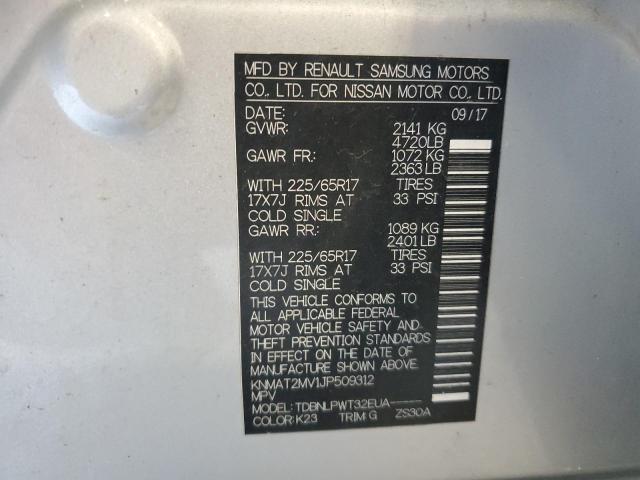 MFD BY RENAULT SAMSUNG MOTORS
CO., LTD. FOR NISSAN MOTOR CO., LTD.
DATE: 09/17
GVWR: 2141 KG
4720LB
GAWR FR: 1072 KG
2363 LB
WITH 225/65R17 TIRES
17X7J RIMS AT 33 PSI
COLD SINGLE
GAWR RR: 1089 KG
2401 LB
WITH 225/65R17 TIRES
17X7J RIMS AT 33 PSI
COLD SINGLE
THIS VEHICLE CONFORMS TO
ALL APPLICABLE FEDERAL
MOTOR VEHICLE SAFETY AND-
THEFT PREVENTION STANDARDS
IN EFFECT ON THE DATE OF
MANUFACTURE SHOWN ABOVE.
KNMAT2MV1JP509312
MPV
MODEL: TDBNLPWT32EUA-----
COLOR: K23 TRIM: G ZS30A